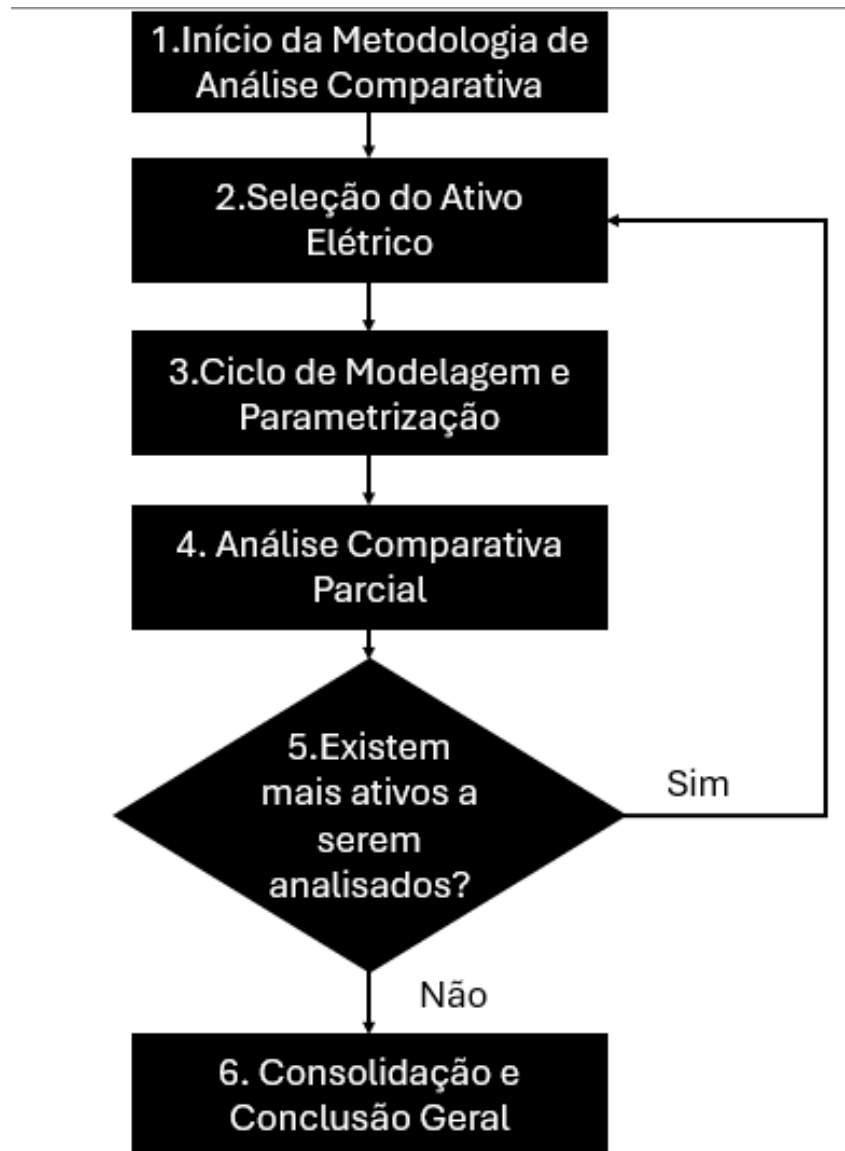 1.Início da Metodologia de
Análise Comparativa
2.Seleção do Ativo
Elétrico
3.Ciclo de Modelagem e
Parametrização
4. Análise Comparativa
Parcial
5.Existem
mais ativos a
serem
analisados?
Sim
Não
6. Consolidação e
Conclusão Geral